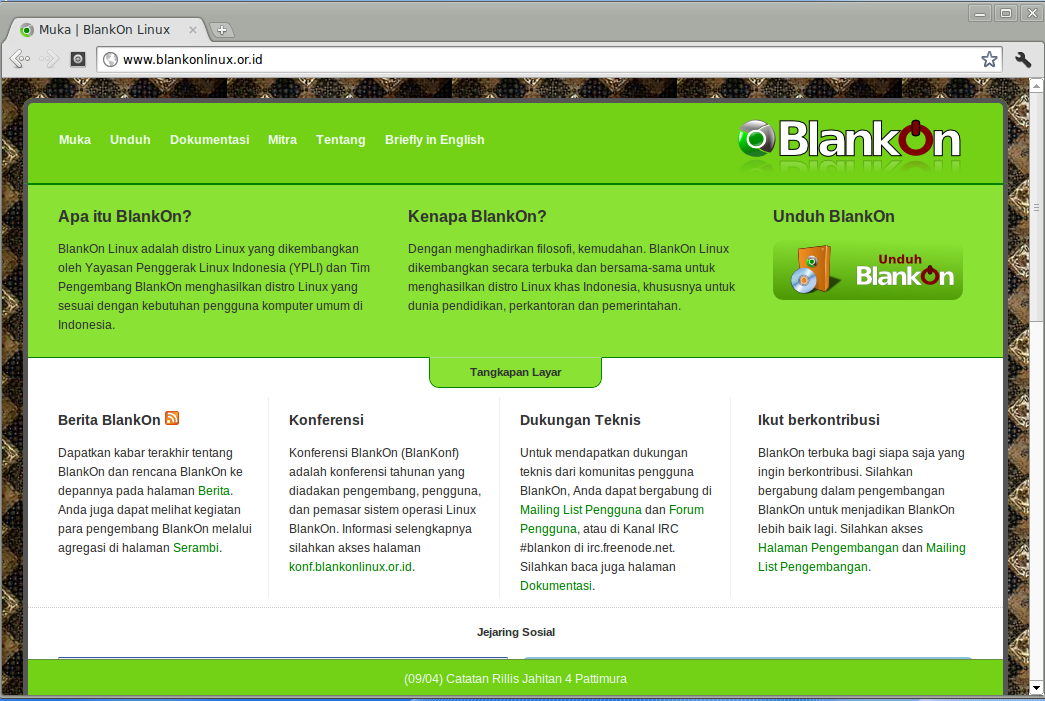 Muka | BlankOn Linux
www.blankonlinux.or.id
Muka Unduh Dokumentasi Mitra Tentang Briefly in English
BlankOn
Apa itu BlankOn?
BlankOn Linux adalah distro Linux yang dikembangkan
oleh Yayasan Penggerak Linux Indonesia (YPLI) dan Tim
Pengembang BlankOn menghasilkan distro Linux yang
sesuai dengan kebutuhan pengguna komputer umum di
Indonesia.
Kenapa BlankOn?
Dengan menghadirkan filosofi, kemudahan. BlankOn Linux
dikembangkan secara terbuka dan bersama-sama untuk
menghasilkan distro Linux khas Indonesia, khususnya untuk
dunia pendidikan, perkantoran dan pemerintahan.
Unduh BlankOn
Unduh
BlankOn
Tangkapan Layar
Berita BlankOn
Dapatkan kabar terakhir tentang
BlankOn dan rencana BlankOn ke
depannya pada halaman Berita.
Anda juga dapat melihat kegiatan
para pengembang BlankOn melalui
agregasi di halaman Serambi.
Konferensi
Konferensi BlankOn (BlanKonf)
adalah konferensi tahunan yang
diadakan pengembang, pengguna,
dan pemasar sistem operasi Linux
BlankOn. Informasi selengkapnya
silahkan akses halaman
konf.blankonlinux.or.id.
Dukungan Teknis
Untuk mendapatkan dukungan
teknis dari komunitas pengguna
BlankOn, Anda dapat bergabung di
Mailing List Pengguna dan Forum
Pengguna, atau di Kanal IRC
#blankon di irc.freenode.net.
Silahkan baca juga halaman
Dokumentasi.
Ikut berkontribusi
BlankOn terbuka bagi siapa saja yang
ingin berkontribusi. Silahkan
bergabung dalam pengembangan
BlankOn untuk menjadikan BlankOn
lebih baik lagi. Silahkan akses
Halaman Pengembangan dan Mailing
List Pengembangan.
Jejaring Sosial
(09/04) Catatan Rillis Jahitan 4 Pattimura